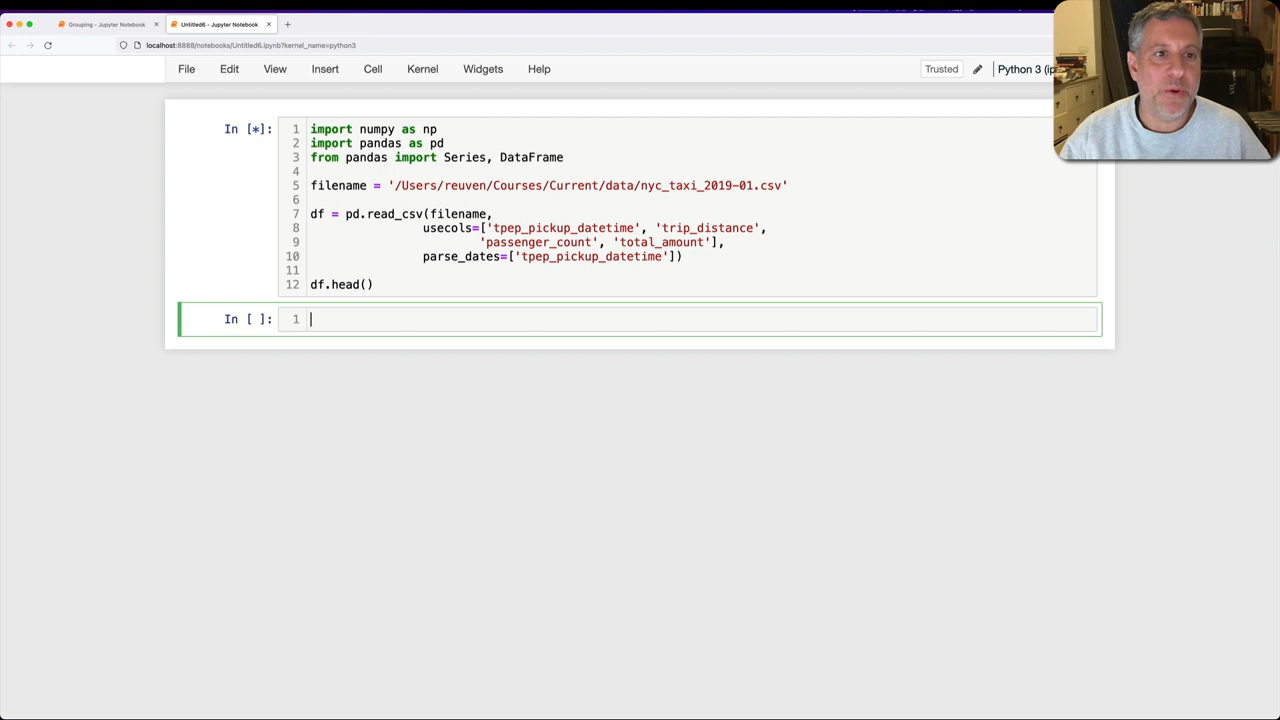 Grouping - Jupyter Notebook
Untitled6 - Jupyter Notebook
localhost:8888/notebooks/Untitled6.ipynb?kernel_name=python3
File Edit View Insert Cell Kernel Widgets Help
Trusted
Python 3 (ip
In [*]:
1 import numpy as np
2 import pandas as pd
3 from pandas import Series, DataFrame
4
5 filename = '/Users/reuven/Courses/Current/data/nyc_taxi_2019-01.csv'
6
7 df = pd.read_csv(filename,
8 usecols=['tpep_pickup_datetime', 'trip_distance',
9 'passenger_count', 'total_amount'],
10 parse_dates=['tpep_pickup_datetime'])
11
12 df.head()
In [ ]:
1